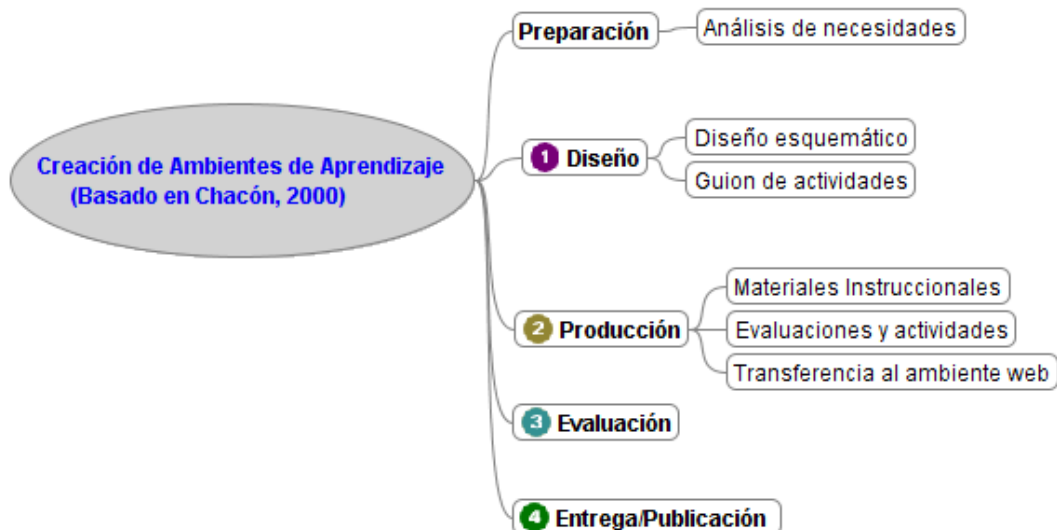 Creación de Ambientes de Aprendizaje
(Basado en Chacón, 2000)
Preparación
Análisis de necesidades
1 Diseño
Diseño esquemático
Guion de actividades
2 Producción
Materiales Instruccionales
Evaluaciones y actividades
Transferencia al ambiente web
3 Evaluación
4 Entrega/Publicación